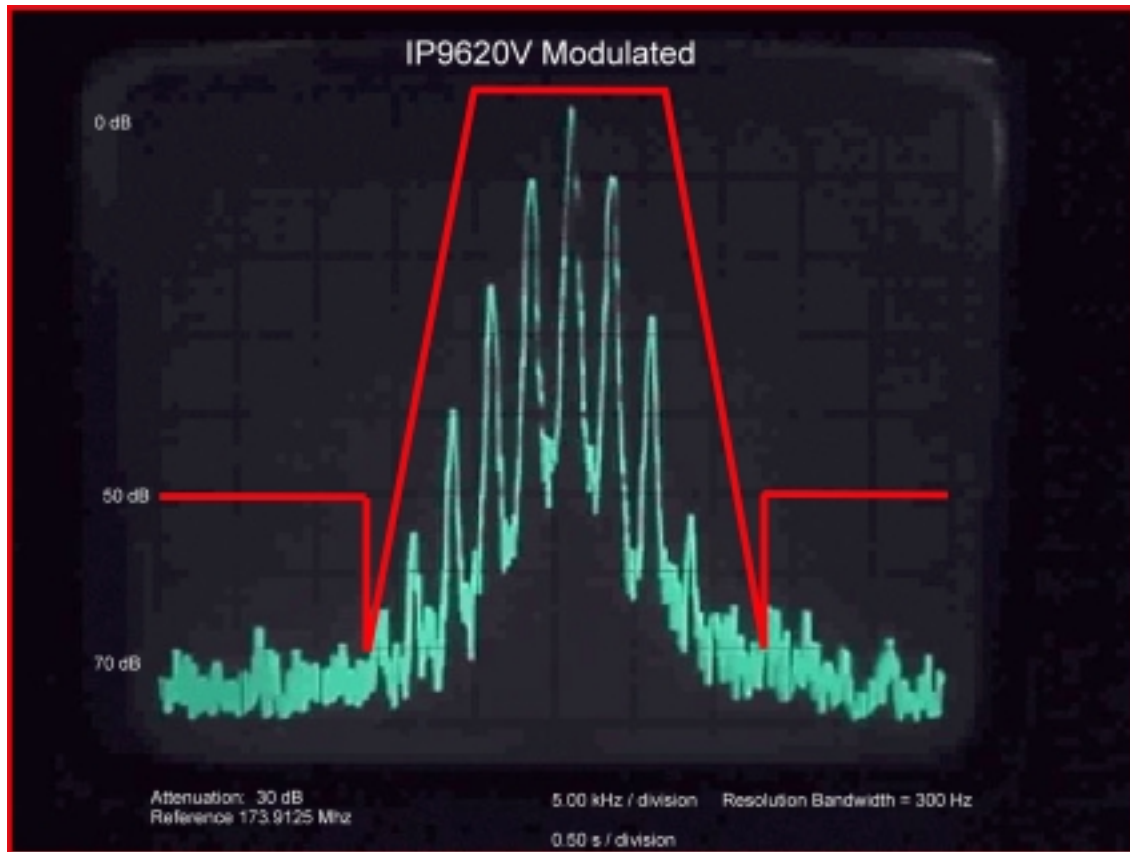 IP9620V Modulated
0 dB
50 dB
70 dB
Attenuation: 30 dB
Reference 173.9125 Mhz
5.00 kHz / division
Resolution Bandwidth = 300 Hz
0.50 s / division